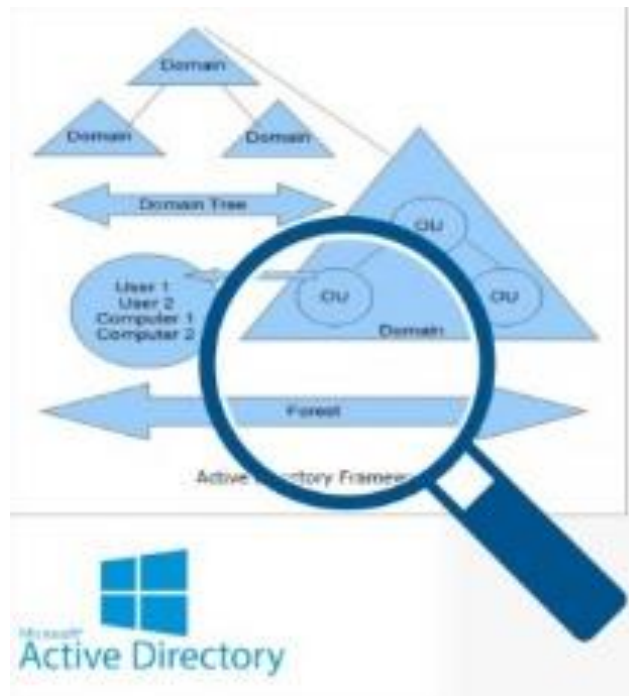 Domain
Domain
Domain
Domain Tree
OU
OU
OU
Domain
User 1
User 2
Computer 1
Computer 2
Forest
Active
Microsoft
Active Directory